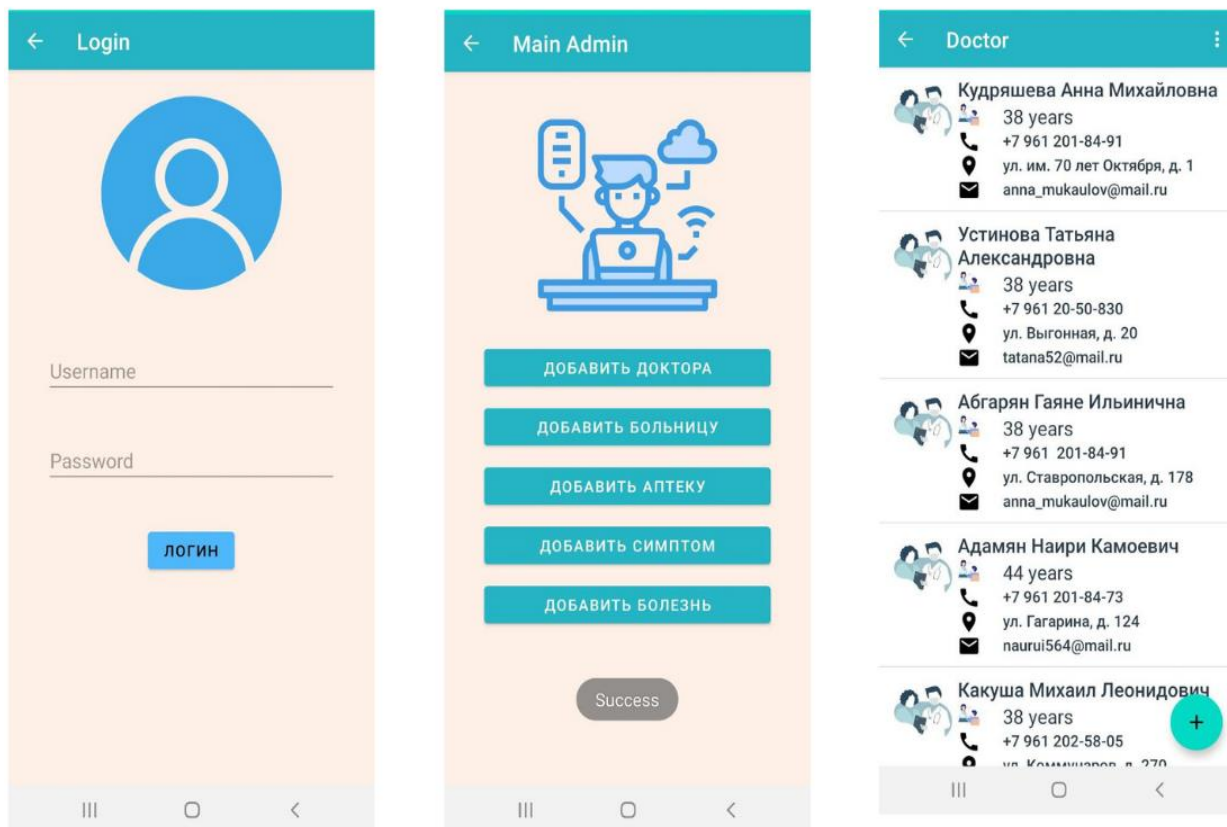 Login
Username
Password
ЛОГИН
Main Admin
ДОБАВИТЬ ДОКТОРА
ДОБАВИТЬ БОЛЬНИЦУ
ДОБАВИТЬ АПТЕКУ
ДОБАВИТЬ СИМПТОМ
ДОБАВИТЬ БОЛЕЗНЬ
Success
Doctor
Кудряшева Анна Михайловна
38 years
+7 961 201-84-91
ул. им. 70 лет Октября, д. 1
anna_mukaulov@mail.ru
Устинова Татьяна
Александровна
38 years
+7 961 20-50-830
ул. Выгонная, д. 20
tatana52@mail.ru
Абгарян Гаяне Ильинична
38 years
+7 961 201-84-91
ул. Ставропольская, д. 178
anna_mukaulov@mail.ru
Адамян Наири Камоевич
44 years
+7 961 201-84-73
ул. Гагарина, д. 124
naurui564@mail.ru
Какуша Михаил Леонидович
38 years
+7 961 202-58-05
ул. Коммунаров, д. 270